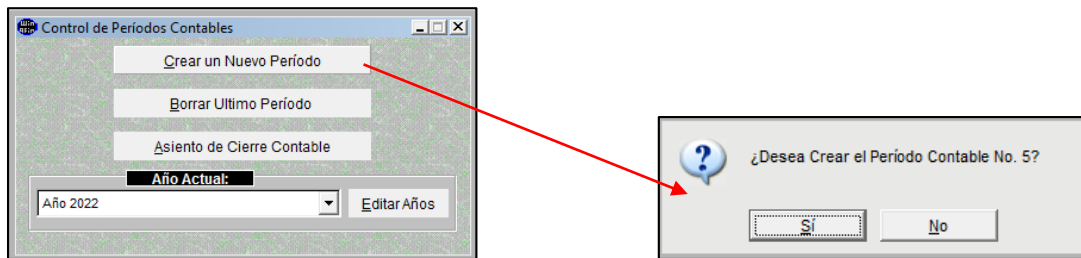 Control de Períodos Contables
Crear un Nuevo Período
Borrar Ultimo Período
Asiento de Cierre Contable
Año Actual:
Año 2022
Editar Años
¿Desea Crear el Período Contable No. 5?
Sí
No